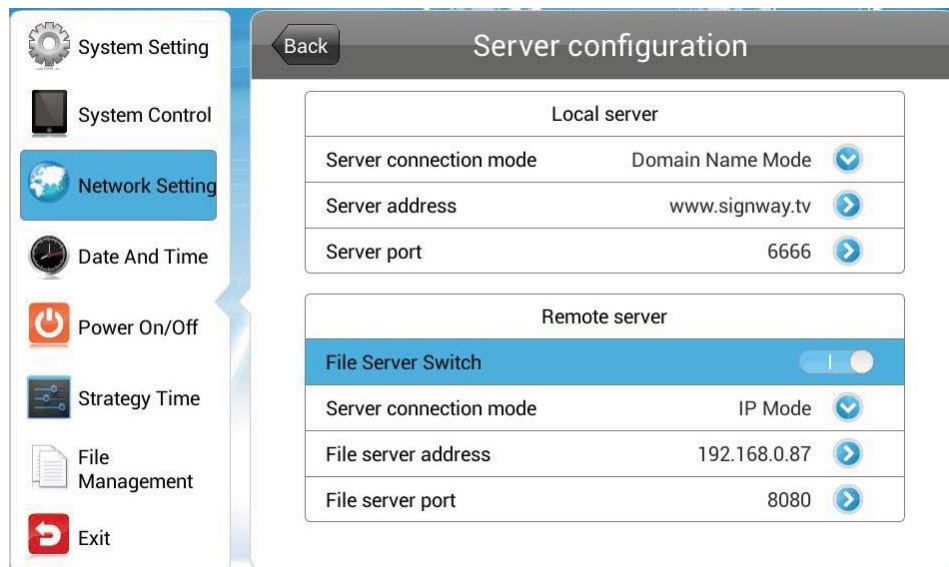 System Setting
System Control
Network Setting
Date And Time
Power On/Off
Strategy Time
File
Management
Exit
Back
Server configuration
Local server
Server connection mode Domain Name Mode
Server address www.signway.tv
Server port 6666
Remote server
File Server Switch
Server connection mode IP Mode
File server address 192.168.0.87
File server port 8080